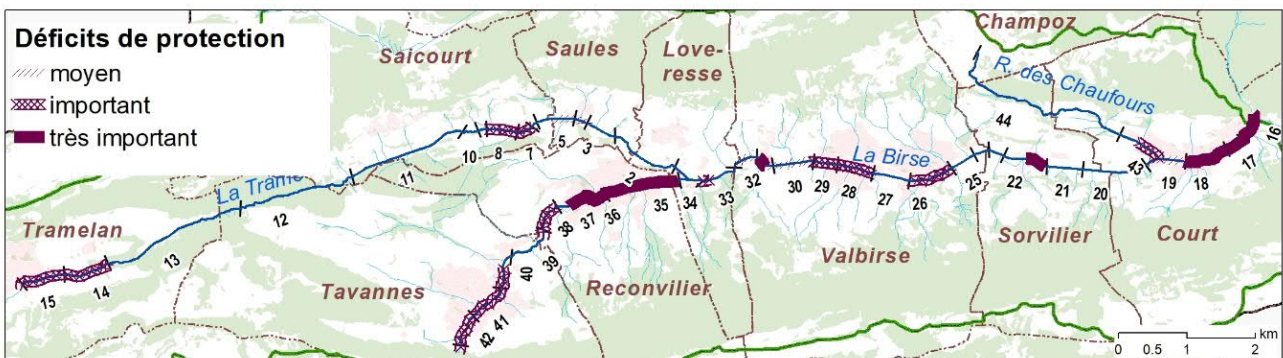 Déficits de protection
moyen
important
très important
Saicourt
Saules
Love-
resse
Champoz
R. des Chaufours
44
La Trame
10
8
7
5
3
2
11
12
13
Tramelan
15
14
Tavannes
42
41
40
39
38
37
36
35
34
33
32
30
29
28
27
26
25
La Birse
22
21
20
43
19
18
17
16
Reconvilier
Valbirse
Sorvilier
Court
0 0.5 1 2 km